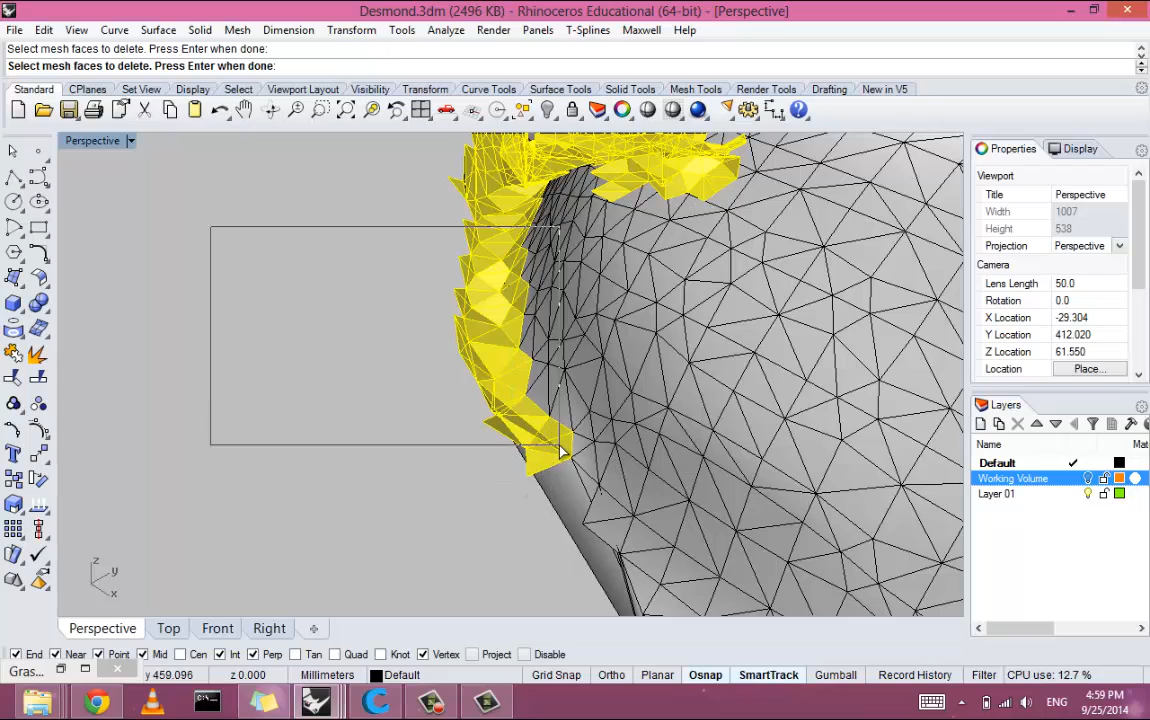 Desmond.3dm (2496 KB) - Rhinoceros Educational (64-bit) - [Perspective]
File Edit View Curve Surface Solid Mesh Dimension Transform Tools Analyze Render Panels T-Splines Maxwell Help
Select mesh faces to delete. Press Enter when done:
Select mesh faces to delete. Press Enter when done:
Standard CPlanes Set View Display Select Viewport Layout Visibility Transform Curve Tools Surface Tools Solid Tools Mesh Tools Render Tools Drafting New in V5
Perspective
Properties Display
Viewport
Title Perspective
Width 1007
Height 538
Projection Perspective
Camera
Lens Length 50.0
Rotation 0.0
X Location -29.304
Y Location 412.020
Z Location 61.550
Location Place...
Layers
Name Mat
Default
Working Volume
Layer 01
z
y
x
Perspective Top Front Right
End Near Point Mid Cen Int Perp Tan Quad Knot Vertex Project Disable
Gras... y 459.096 z 0.000 Millimeters Default Grid Snap Ortho Planar Osnap SmartTrack Gumball Record History Filter CPU use: 12.7 %
ENG
4:59 PM
9/25/2014